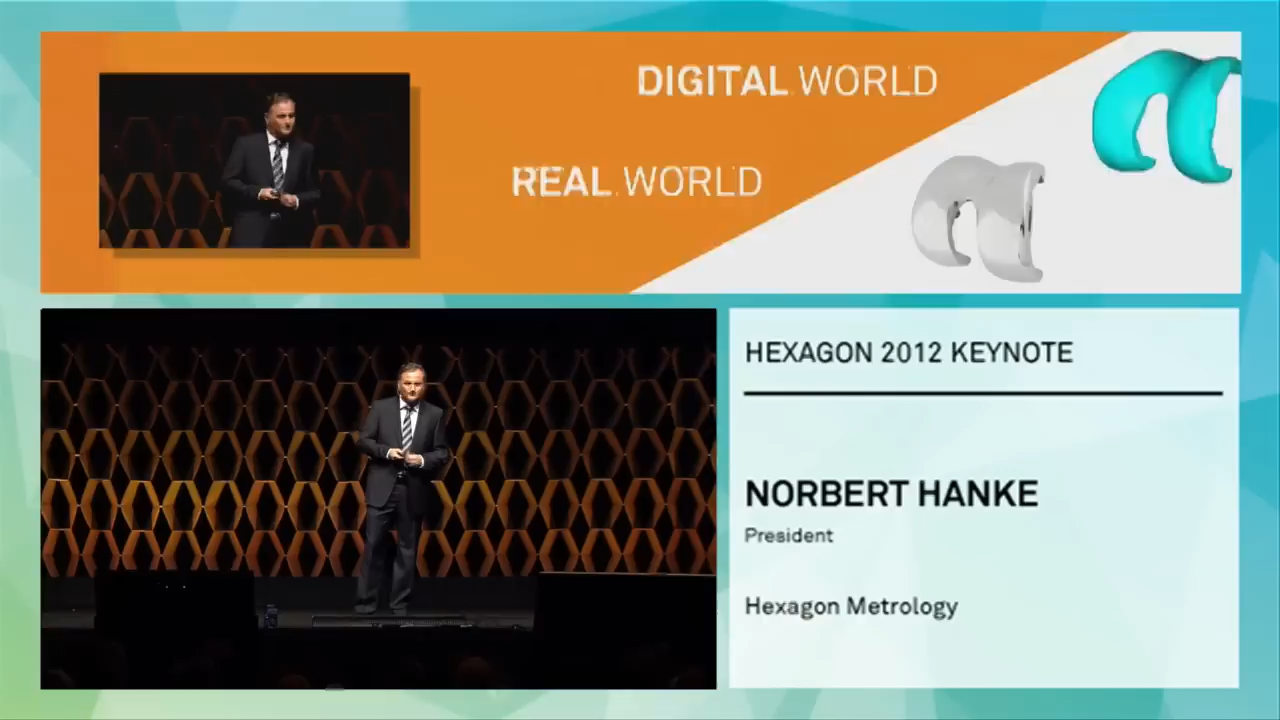 DIGITAL.WORLD
REAL.WORLD
HEXAGON 2012 KEYNOTE
NORBERT HANKE
President
Hexagon Metrology